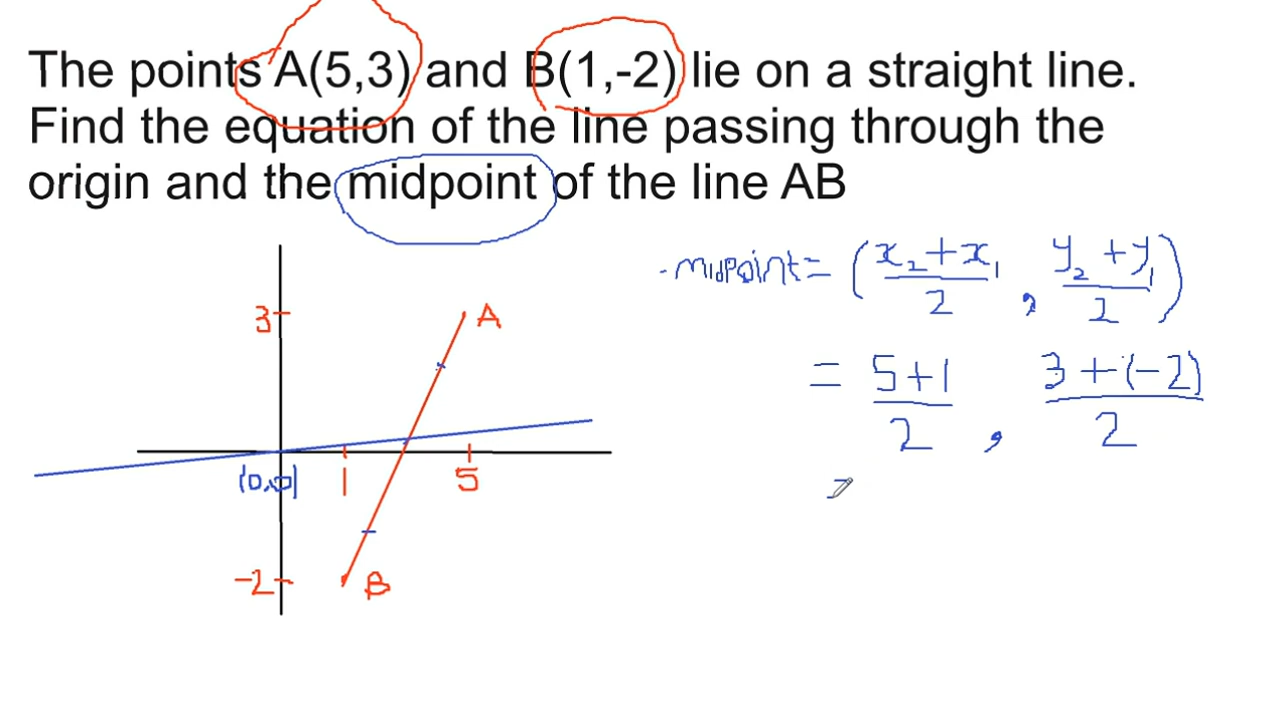 The points A(5,3) and B(1,-2) lie on a straight line.
Find the equation of the line passing through the
origin and the midpoint of the line AB
midpoint = (x₂+x₁/2, y₂+y₁/2)
= 5+1/2, 3+(-2)/2
3
A
(0,0)
1
5
-2
B